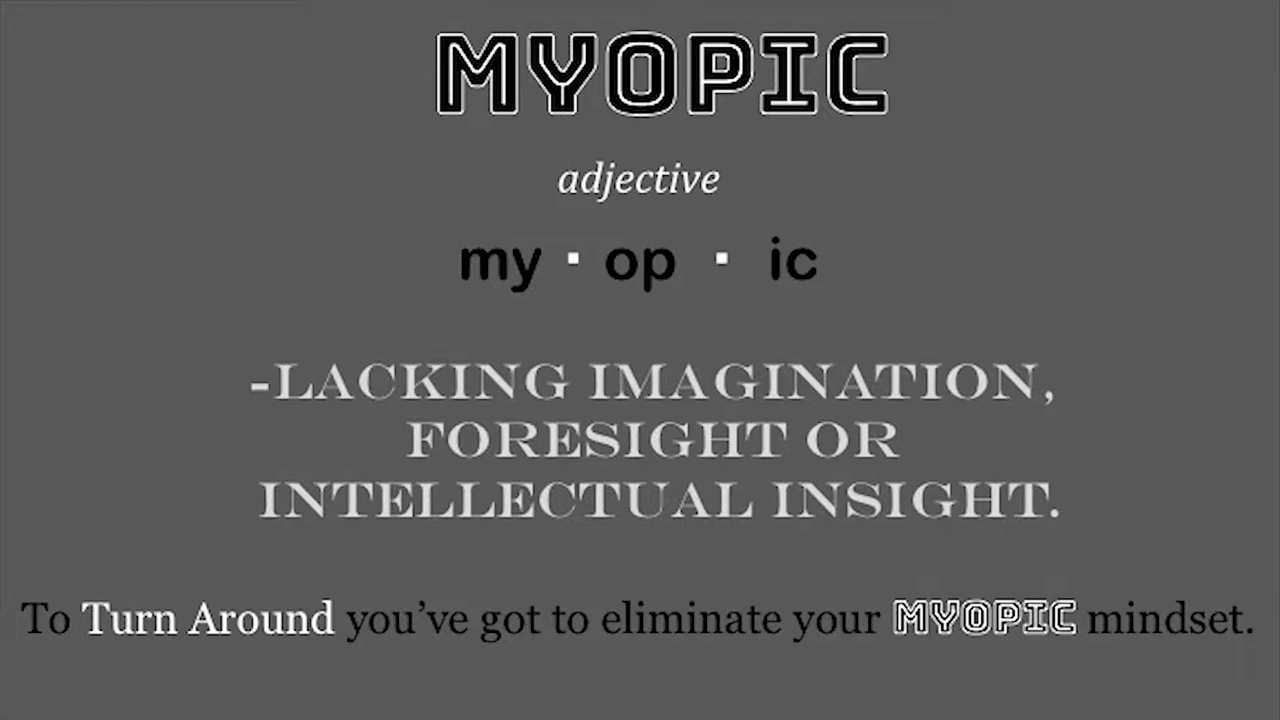 MYOPIC
adjective
my · op · ic
-LACKING IMAGINATION,
FORESIGHT OR
INTELLECTUAL INSIGHT.
To Turn Around you’ve got to eliminate your MYOPIC mindset.